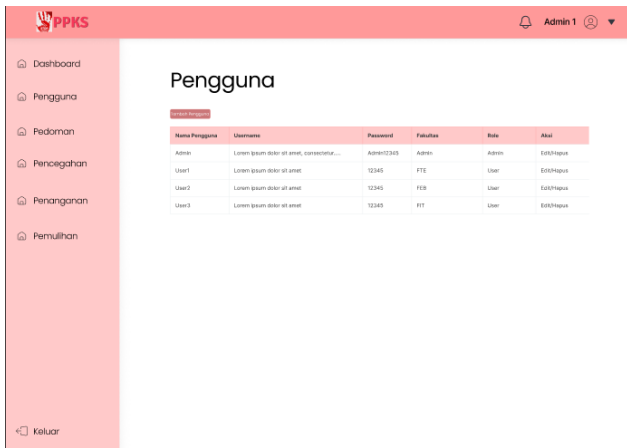 PPKS
Admin 1
Dashboard
Pengguna
Pedoman
Pencegahan
Penanganan
Pemulihan
Keluar
Pengguna
Tambah Pengguna
Nama Pengguna Username Password Fakultas Role Aksi
Admin Lorem ipsum dolor sit amet, consectetur..... Admin12345 Admin Admin Edit/Hapus
User1 Lorem ipsum dolor sit amet 12345 FTE User Edit/Hapus
User2 Lorem ipsum dolor sit amet 12345 FEB User Edit/Hapus
User3 Lorem ipsum dolor sit amet 12345 FIT User Edit/Hapus